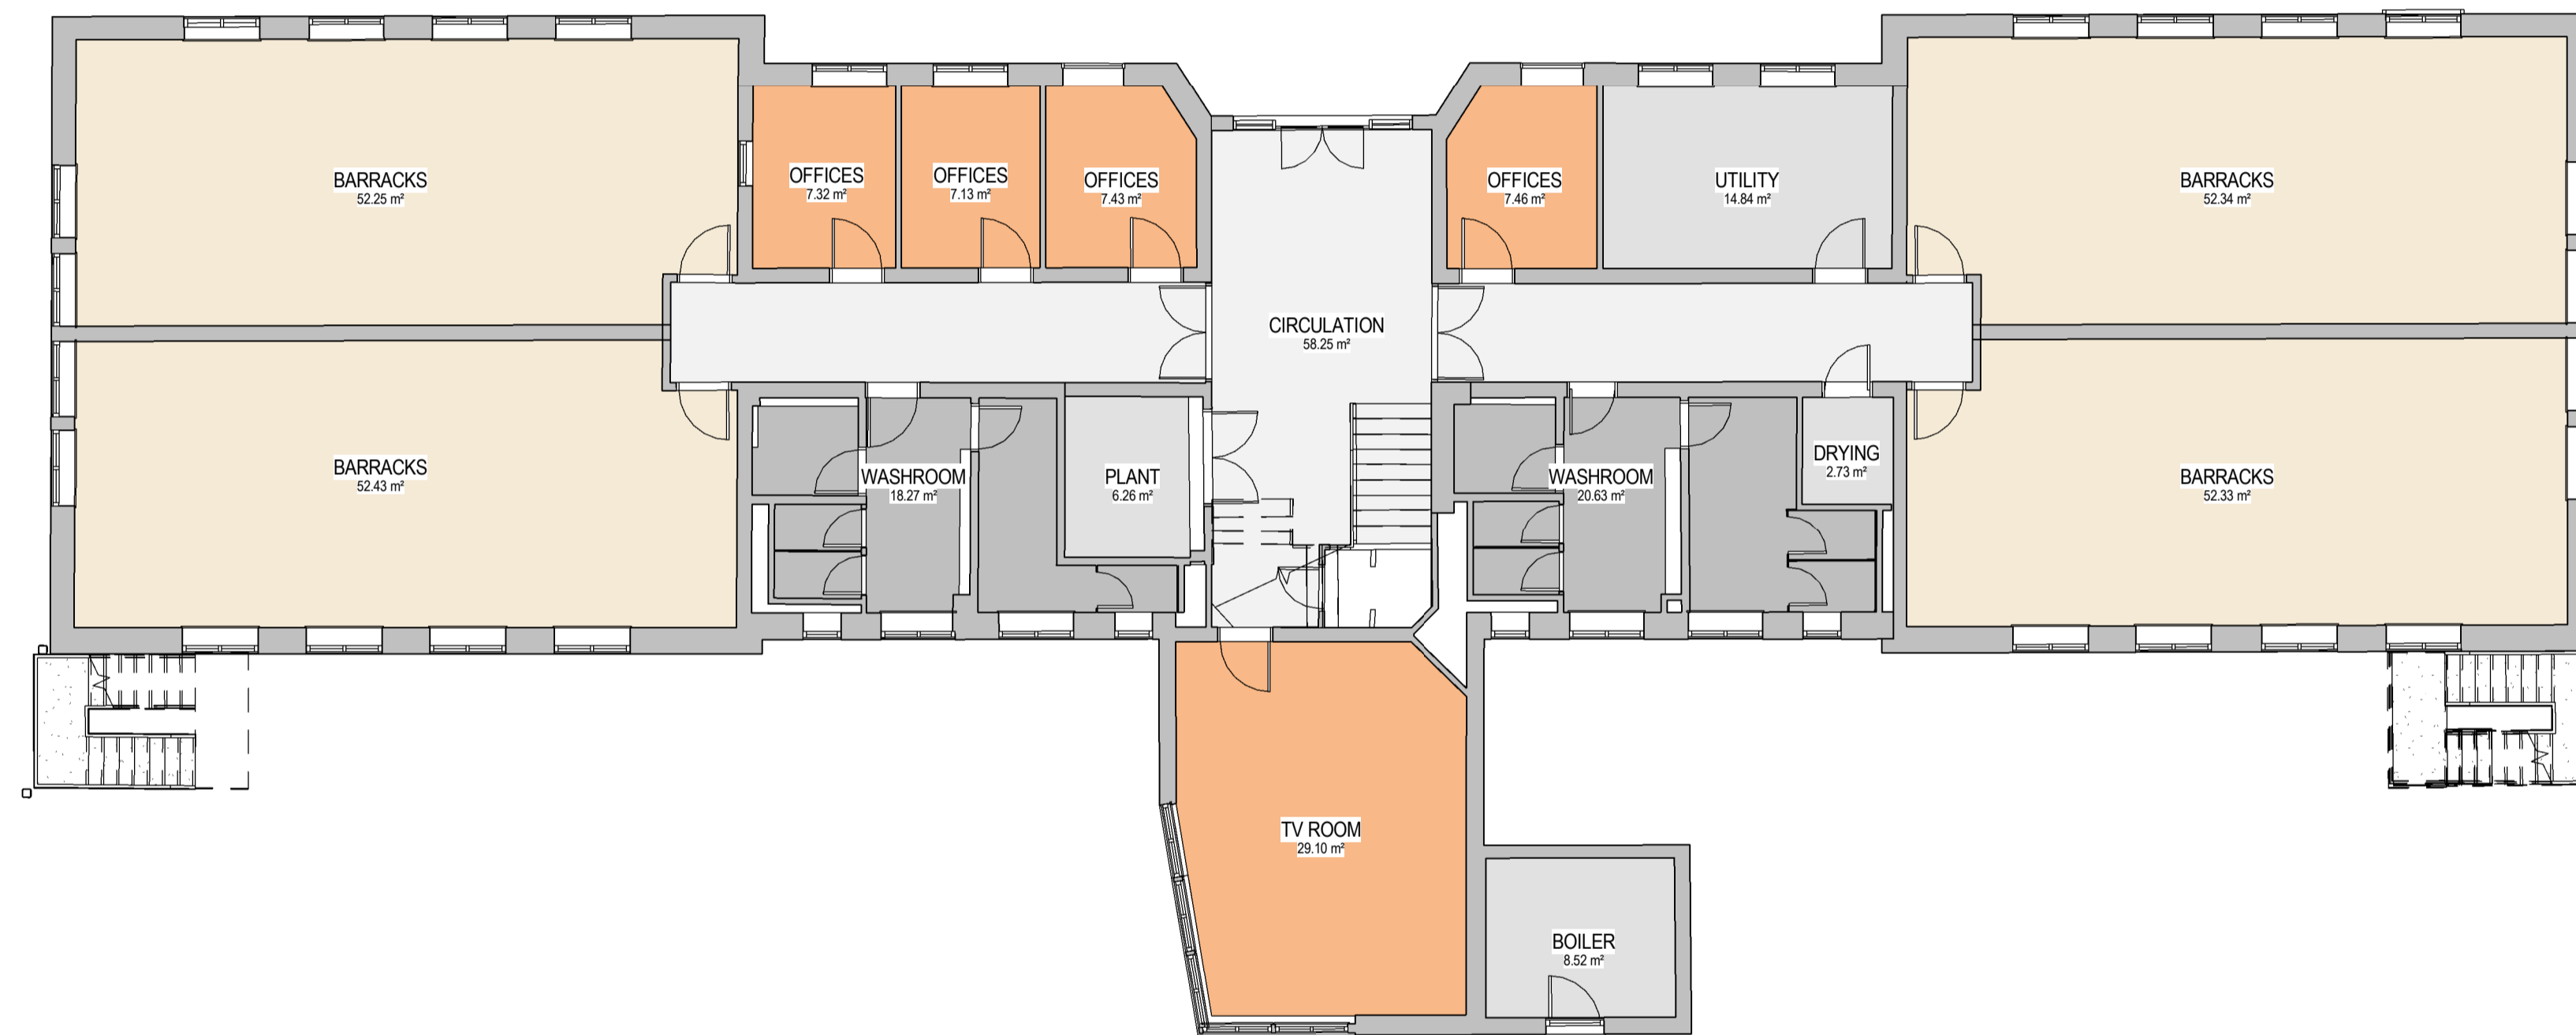 BARRACKS
52.25 m²
OFFICES
7.32 m²
OFFICES
7.13 m²
OFFICES
7.43 m²
OFFICES
7.46 m²
UTILITY
14.84 m²
BARRACKS
52.34 m²
CIRCULATION
58.25 m²
BARRACKS
52.43 m²
WASHROOM
18.27 m²
PLANT
6.26 m²
WASHROOM
20.63 m²
DRYING
2.73 m²
BARRACKS
52.33 m²
TV ROOM
29.10 m²
BOILER
8.52 m²